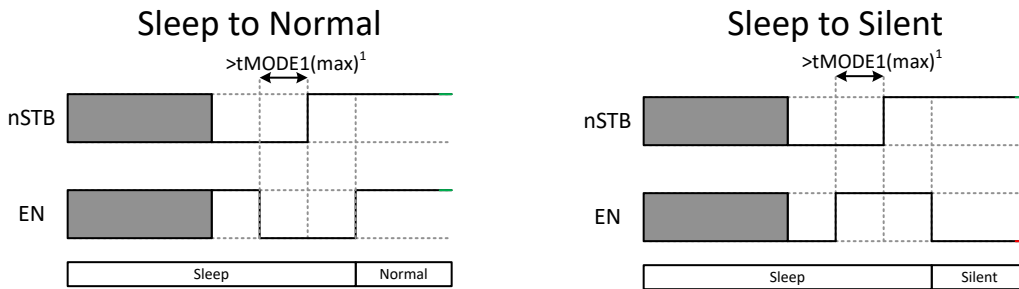 Sleep to Normal
>tMODE1(max)1
nSTB
EN
Sleep
Normal
Sleep to Silent
>tMODE1(max)1
nSTB
EN
Sleep
Silent